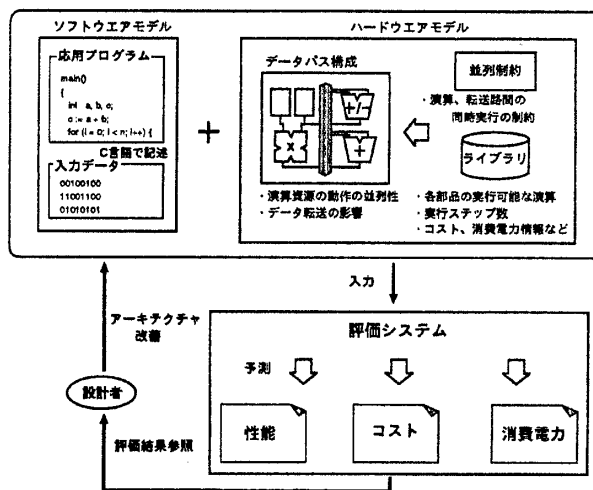 ソフトウエアモデル
応用プログラム
main()
{
int a, b, c;
c := a + b;
for (i = 0; i < n; i++) {
C言語で記述
入力データ
00100100
11001100
01010101
+
ハードウエアモデル
データパス構成
+/-
×
+
・演算資源の動作の並列性
・データ転送の影響
並列制約
・演算、転送路間の
同時実行の制約
ライブラリ
・各部品の実行可能な演算
・実行ステップ数
・コスト、消費電力情報など
入力
アーキテクチャ
改善
設計者
評価結果参照
評価システム
予測
性能
コスト
消費電力